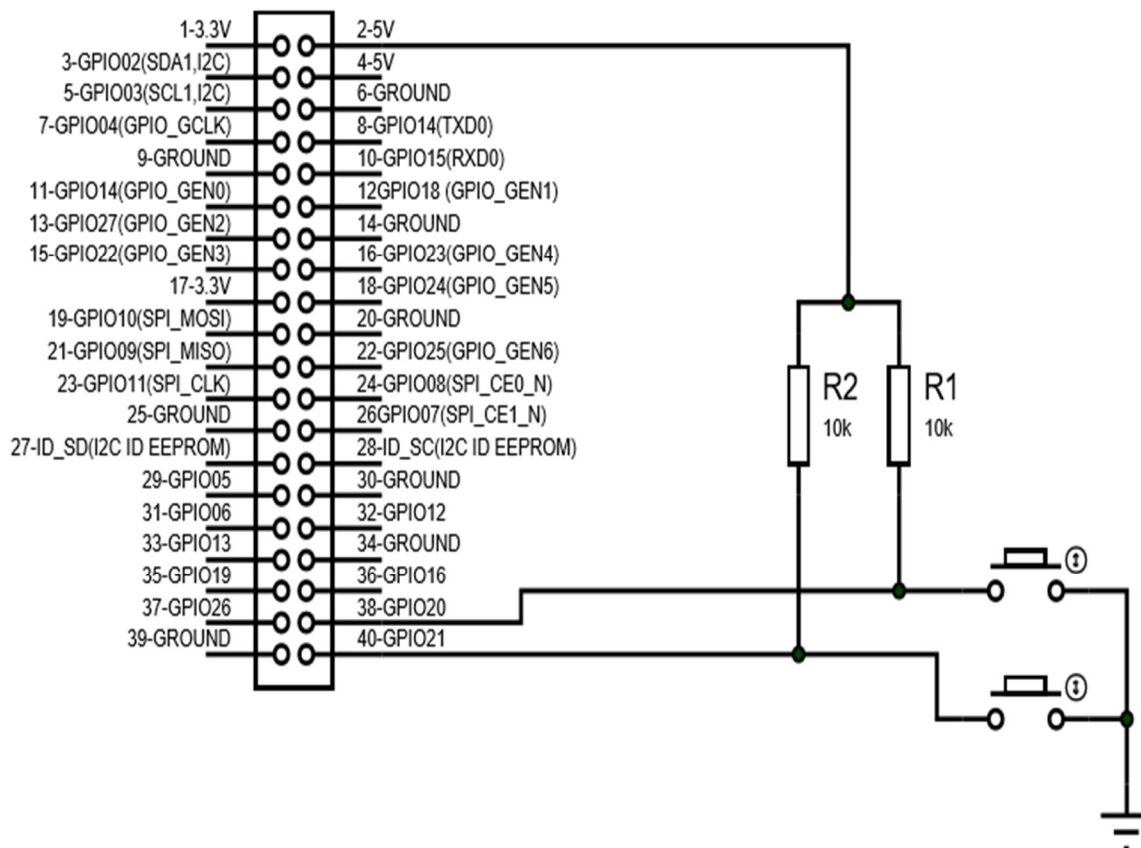 1-3.3V
2-5V
3-GPIO02(SDA1,I2C)
4-5V
5-GPIO03(SCL1,I2C)
6-GROUND
7-GPIO04(GPIO_GCLK)
8-GPIO14(TXD0)
9-GROUND
10-GPIO15(RXD0)
11-GPIO14(GPIO_GEN0)
12GPIO18 (GPIO_GEN1)
13-GPIO27(GPIO_GEN2)
14-GROUND
15-GPIO22(GPIO_GEN3)
16-GPIO23(GPIO_GEN4)
17-3.3V
18-GPIO24(GPIO_GEN5)
19-GPIO10(SPI_MOSI)
20-GROUND
21-GPIO09(SPI_MISO)
22-GPIO25(GPIO_GEN6)
23-GPIO11(SPI_CLK)
24-GPIO08(SPI_CE0_N)
25-GROUND
26GPIO07(SPI_CE1_N)
27-ID_SD(I2C ID EEPROM)
28-ID_SC(I2C ID EEPROM)
29-GPIO05
30-GROUND
31-GPIO06
32-GPIO12
33-GPIO13
34-GROUND
35-GPIO19
36-GPIO16
37-GPIO26
38-GPIO20
39-GROUND
40-GPIO21
R2
10k
R1
10k